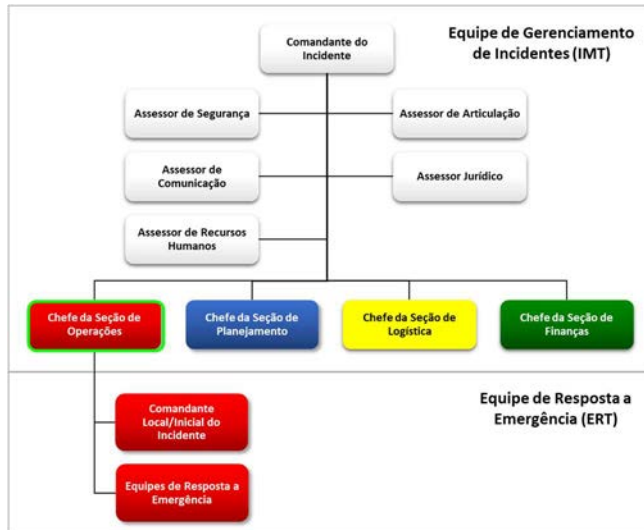 Equipe de Gerenciamento
de Incidentes (IMT)
Comandante do
Incidente
Assessor de Segurança
Assessor de Articulação
Assessor de
Comunicação
Assessor Jurídico
Assessor de Recursos
Humanos
Chefe da Seção de
Operações
Chefe da Seção de
Planejamento
Chefe da Seção de
Logística
Chefe da Seção de
Finanças
Equipe de Resposta a
Emergência (ERT)
Comandante
Local/Inicial do
Incidente
Equipes de Resposta a
Emergência